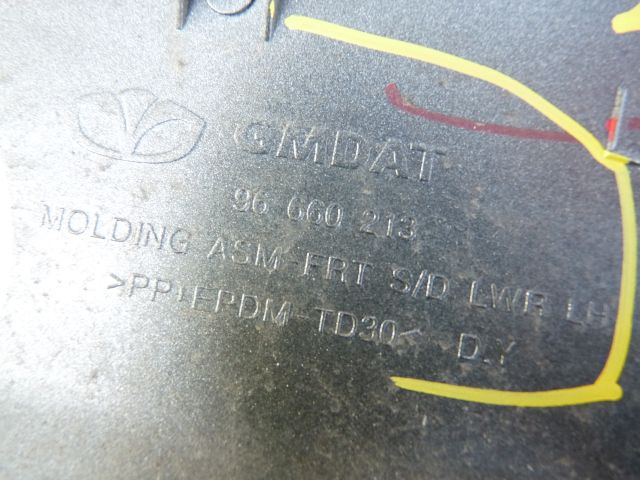 GMDAT
96 660 213
MOLDING ASM-FRT S/D LWR LH
>PP+EPDM-TD30< D.Y